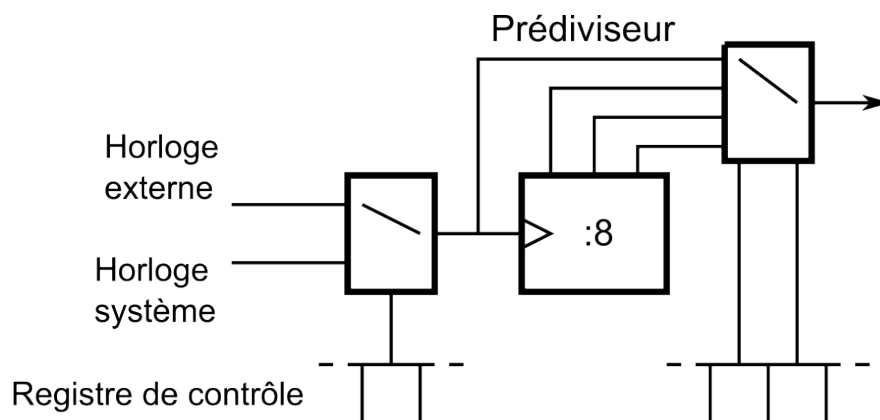 Prédiviseur
Horloge
externe
:8
Horloge
système
Registre de contrôle